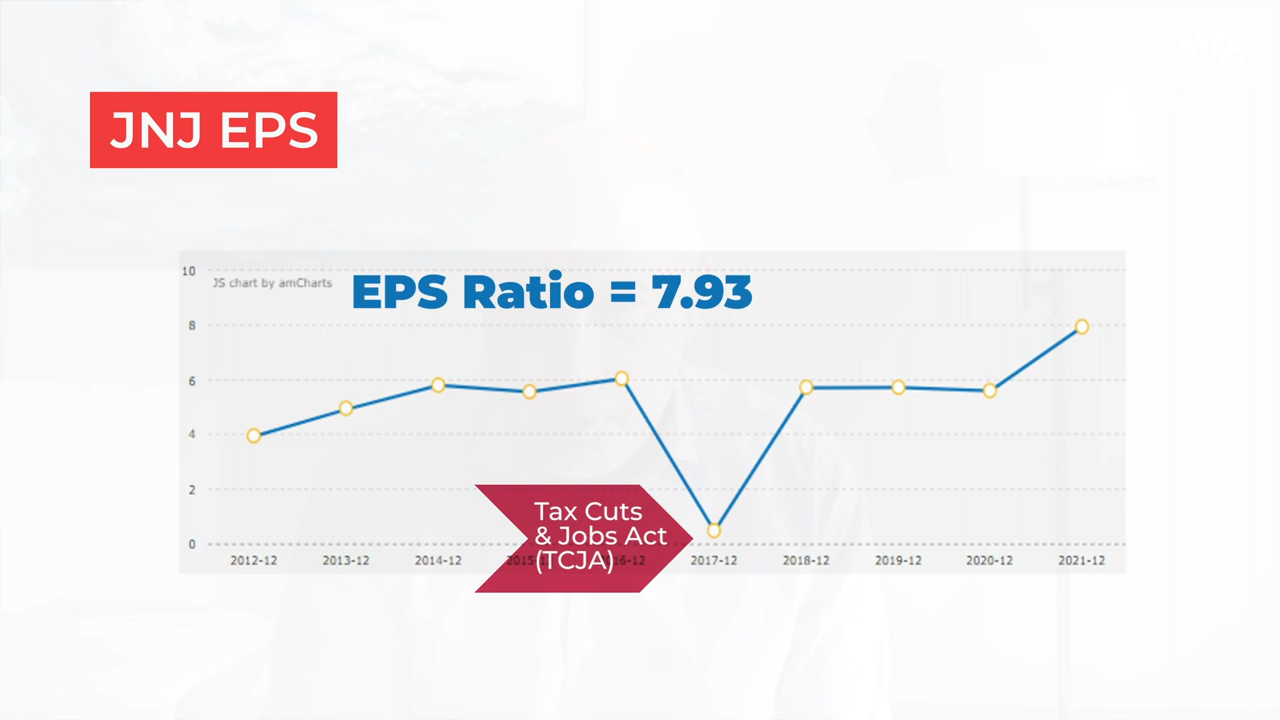 JNJ EPS
10
JS chart by amCharts
EPS Ratio = 7.93
8
6
4
2
0
Tax Cuts
& Jobs Act
(TCJA)
2012-12
2013-12
2014-12
2017-12
2018-12
2019-12
2020-12
2021-12
CNBC